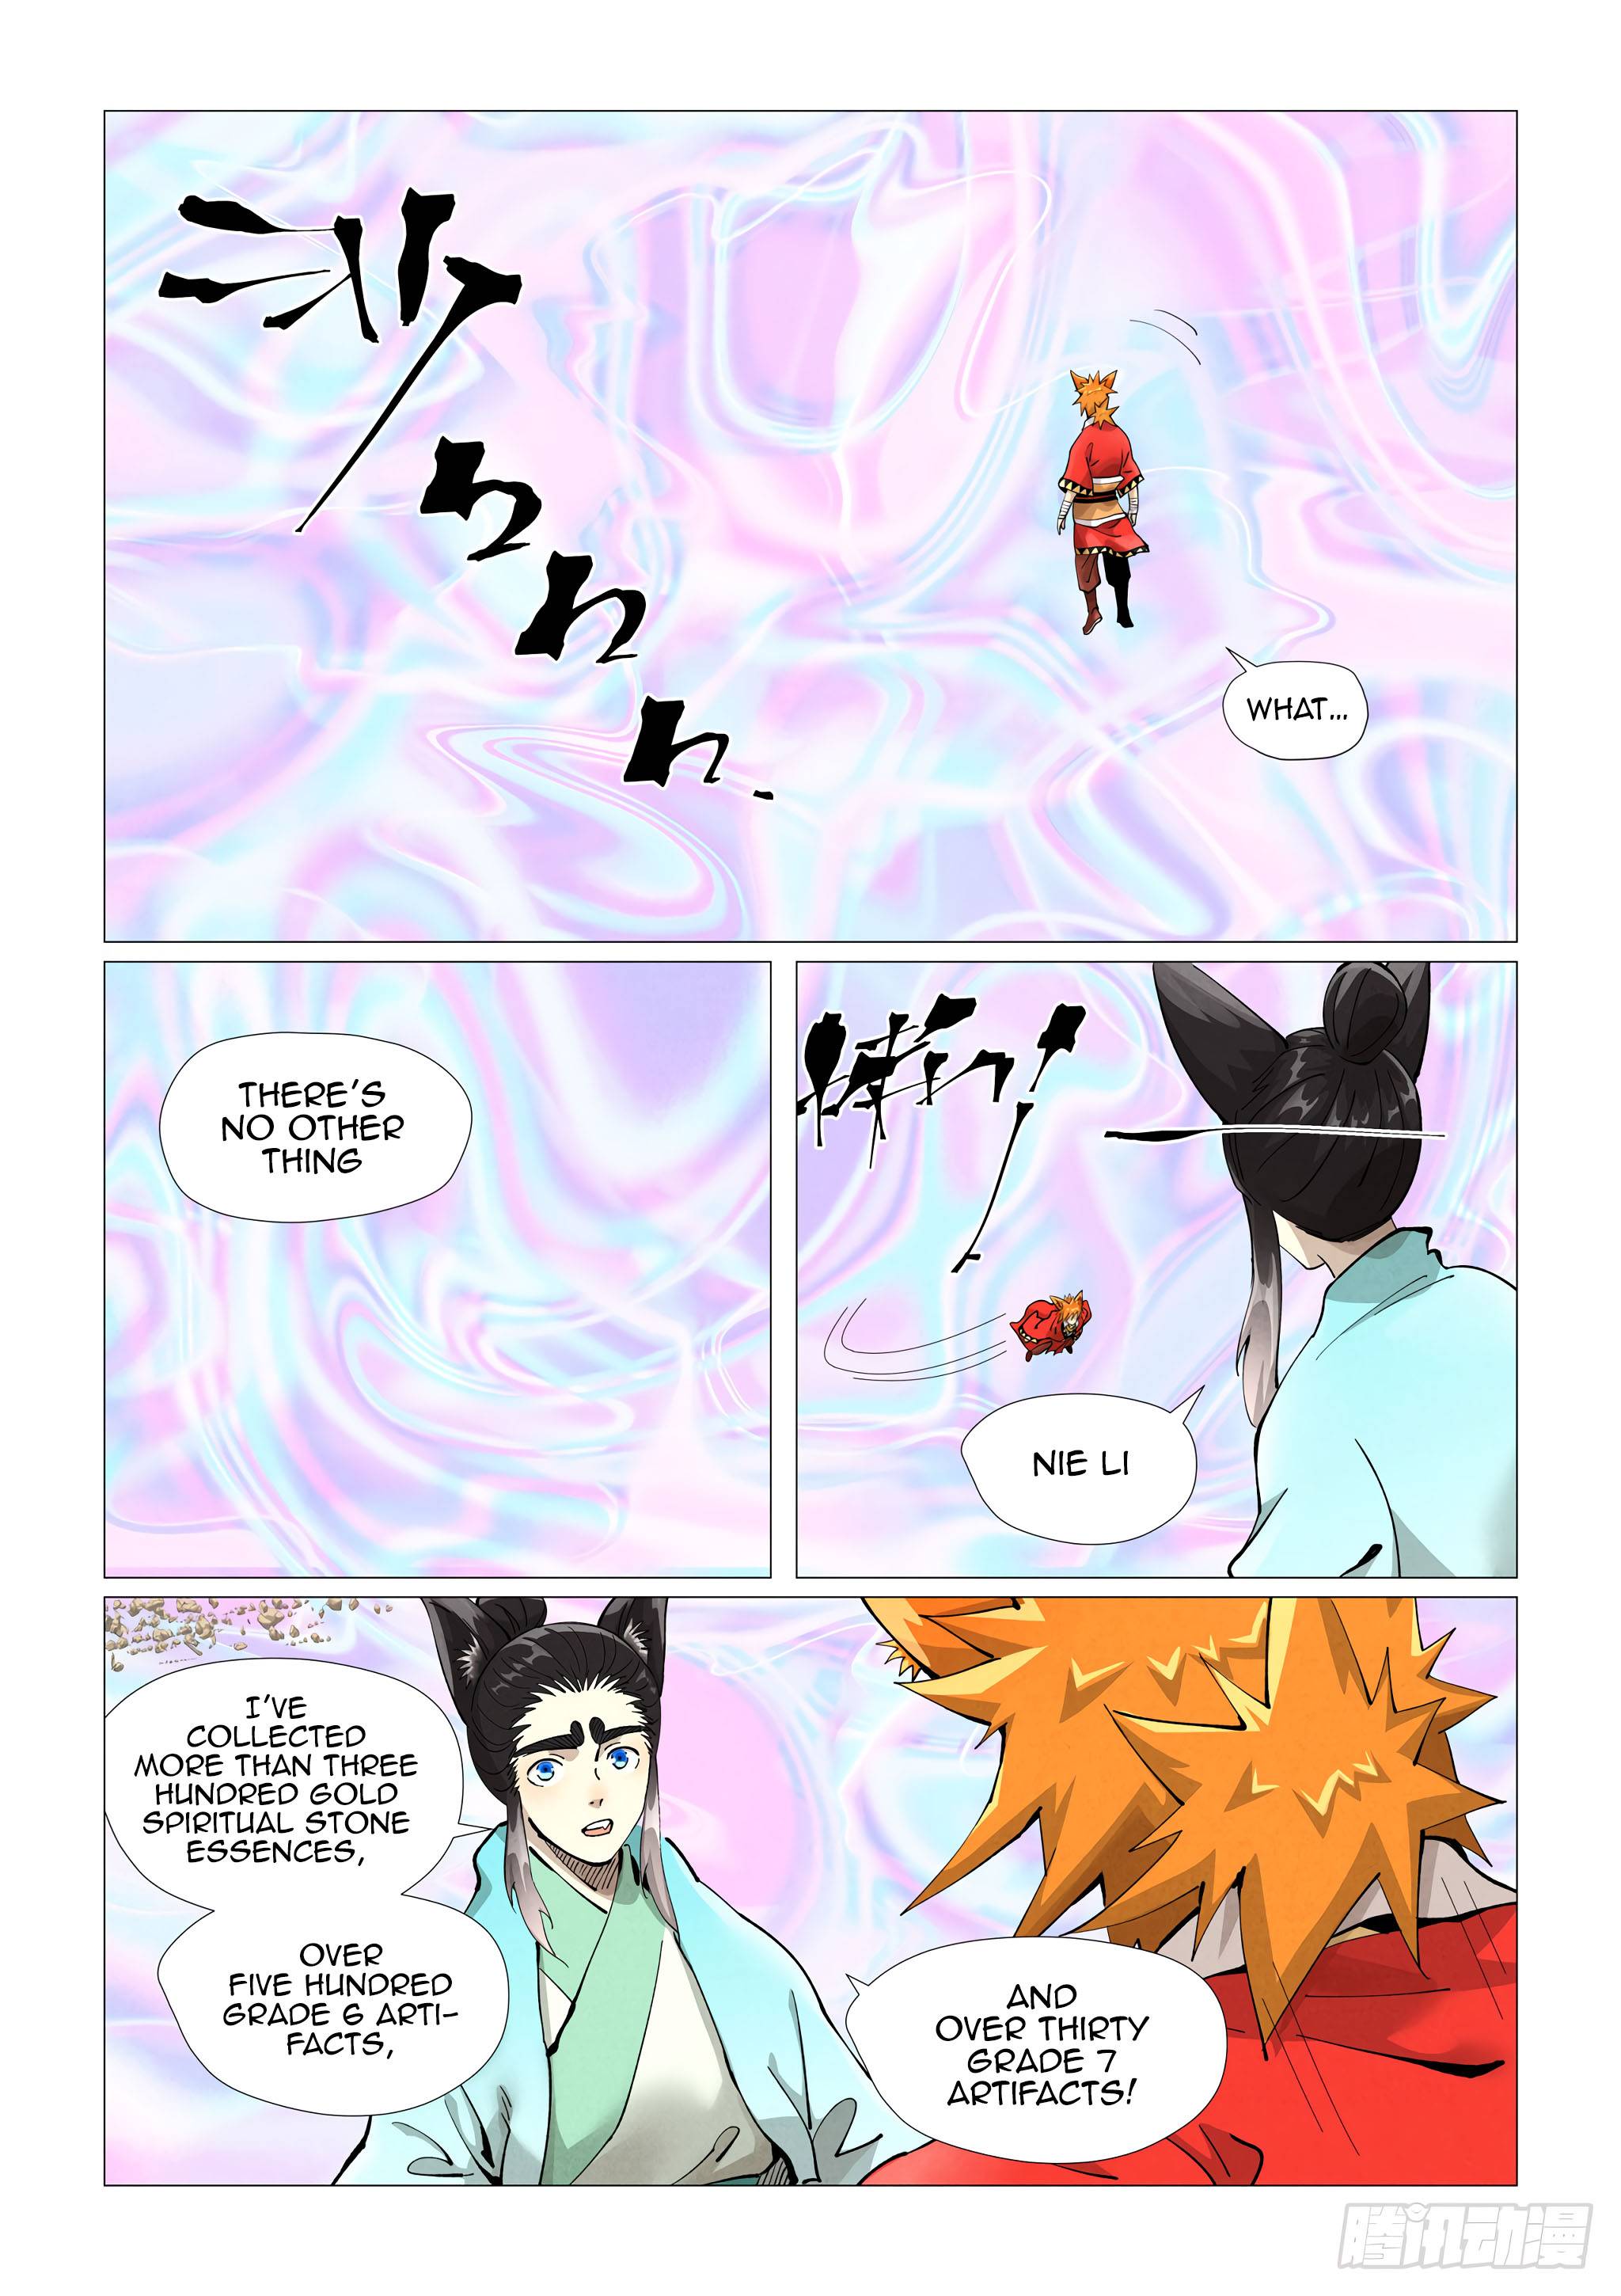 WHAT...
THERE'S
NO OTHER
THING
NIE LI
I'VE
COLLECTED
MORE THAN THREE
HUNDRED GOLD
SPIRITUAL STONE
ESSENCES,
OVER
FIVE HUNDRED
GRADE 6 ARTI-
FACTS,
AND
OVER THIRTY
GRADE 7
ARTIFACTS!
腾讯动漫